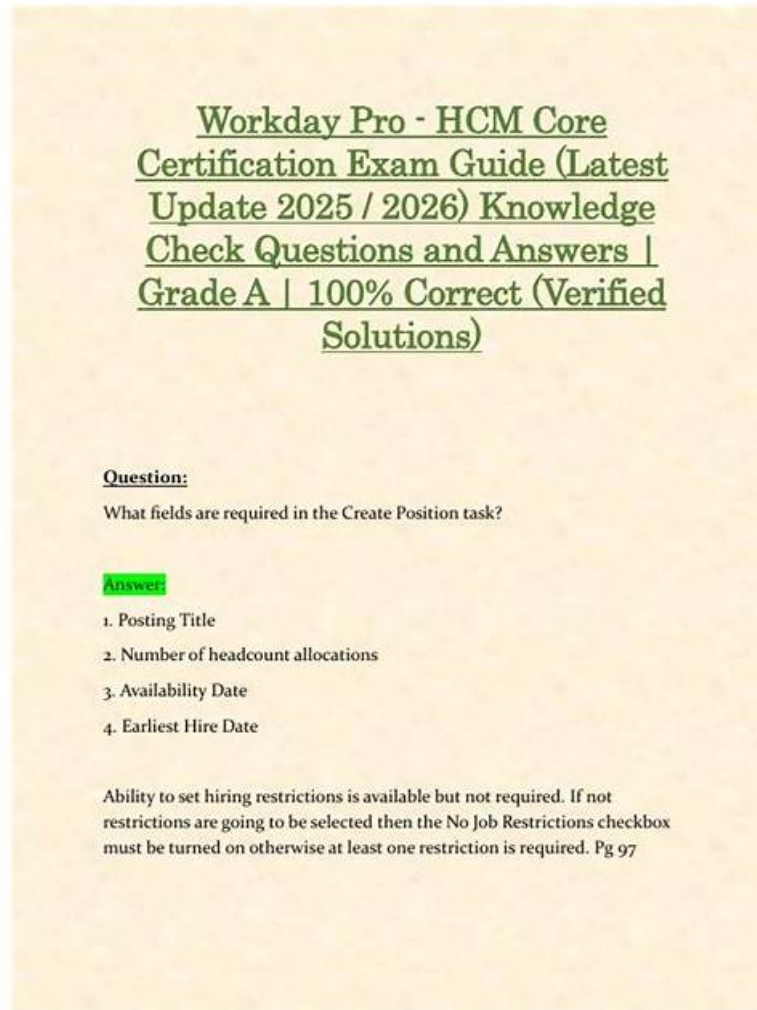 Workday Pro - HCM Core
Certification Exam Guide (Latest
Update 2025 / 2026) Knowledge
Check Questions and Answers |
Grade A | 100% Correct (Verified
Solutions)
Question:
What fields are required in the Create Position task?
Answer:
1. Posting Title
2. Number of headcount allocations
3. Availability Date
4. Earliest Hire Date
Ability to set hiring restrictions is available but not required. If not
restrictions are going to be selected then the No Job Restrictions checkbox
must be turned on otherwise at least one restriction is required. Pg 97